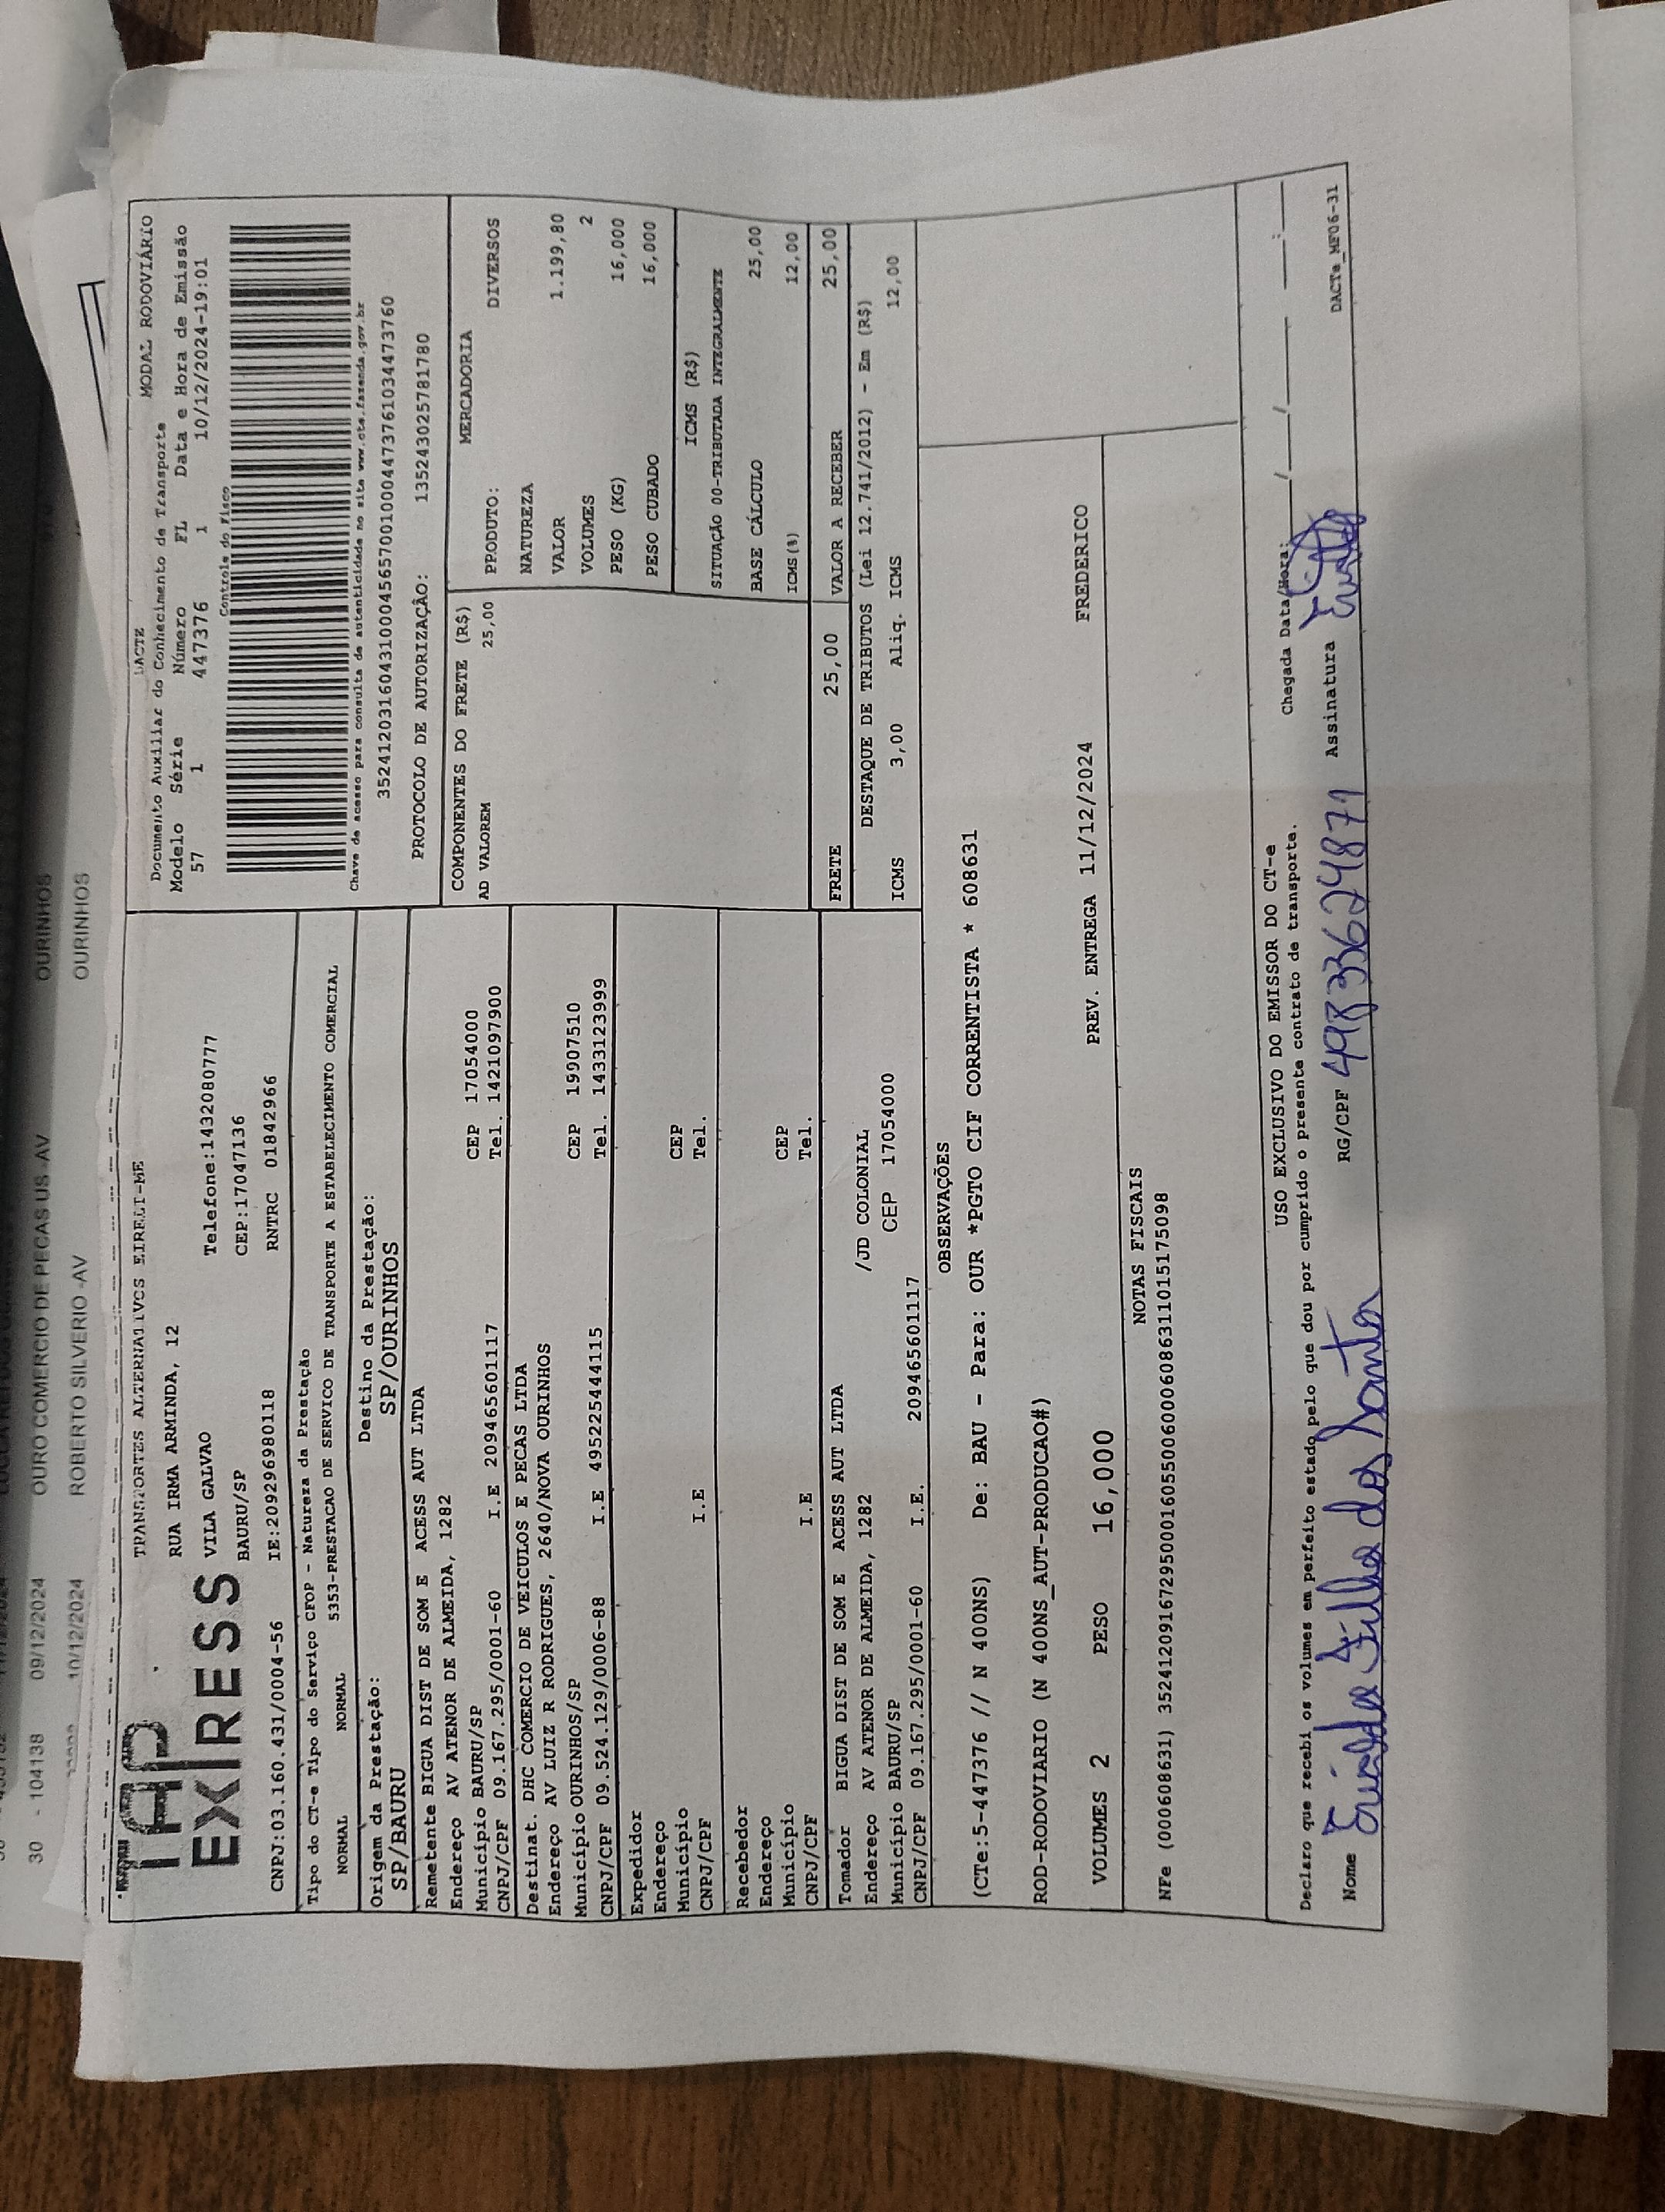 30 - 104138 09/12/2024 OURO COMERCIO DE PECAS US -AV OURINHOS
10/12/2024 ROBERTO SILVERIO -AV OURINHOS
TAP
EXPRESS
TRANSPORTES ALTERNATIVOS EIRELI-ME
RUA IRMA ARMINDA, 12
VILA GALVAO Telefone:1432080777
BAURU/SP CEP:17047136
CNPJ:03.160.431/0004-56 IE:209296980118 RNTRC 01842966
DACTE MODAL RODOVIÁRIO
Documento Auxiliar do Conhecimento de Transporte
Modelo Série Número FL Data e Hora de Emissão
57 1 447376 1 10/12/2024-19:01
Controle do Fisco
Chave de acesso para consulta de autenticidade no site www.cte.fazenda.gov.br
35241203160431000456570010004473761034473760
PROTOCOLO DE AUTORIZAÇÃO: 135243025781780
Tipo do CT-e Tipo do Serviço CFOP - Natureza da Prestação
NORMAL NORMAL 5353-PRESTACAO DE SERVICO DE TRANSPORTE A ESTABELECIMENTO COMERCIAL
Origem da Prestação: Destino da Prestação:
SP/BAURU SP/OURINHOS
Remetente BIGUA DIST DE SOM E ACESS AUT LTDA
Endereço AV ATENOR DE ALMEIDA, 1282
Município BAURU/SP CEP 17054000
CNPJ/CPF 09.167.295/0001-60 I.E 209465601117 Tel. 1421097900
Destinat. DHC COMERCIO DE VEICULOS E PECAS LTDA
Endereço AV LUIZ R RODRIGUES, 2640/NOVA OURINHOS
Município OURINHOS/SP CEP 19907510
CNPJ/CPF 09.524.129/0006-88 I.E 495225444115 Tel. 1433123999
Expedidor
Endereço
Município CEP
CNPJ/CPF I.E Tel.
Recebedor
Endereço
Município CEP
CNPJ/CPF I.E Tel.
Tomador BIGUA DIST DE SOM E ACESS AUT LTDA
Endereço AV ATENOR DE ALMEIDA, 1282 /JD COLONIAL
Município BAURU/SP CEP 17054000
CNPJ/CPF 09.167.295/0001-60 I.E. 209465601117
COMPONENTES DO FRETE (R$)
AD VALOREM 25,00
MERCADORIA
PRODUTO: DIVERSOS
NATUREZA
VALOR 1.199,80
VOLUMES 2
PESO (KG) 16,000
PESO CUBADO 16,000
ICMS (R$)
SITUAÇÃO 00-TRIBUTADA INTEGRALMENTE
BASE CÁLCULO 25,00
ICMS(%) 12,00
FRETE 25,00 VALOR A RECEBER 25,00
DESTAQUE DE TRIBUTOS (Lei 12.741/2012) - Em (R$)
ICMS 3,00 Aliq. ICMS 12,00
OBSERVAÇÕES
(CTe:5-447376 // N 400NS) De: BAU - Para: OUR *PGTO CIF CORRENTISTA * 608631
ROD-RODOVIARIO (N 400NS_AUT-PRODUCAO#)
VOLUMES 2 PESO 16,000 PREV. ENTREGA 11/12/2024 FREDERICO
NOTAS FISCAIS
NFe (000608631) 35241209167295000160550060006086311015175098
USO EXCLUSIVO DO EMISSOR DO CT-e
Declaro que recebi os volumes em perfeito estado pelo que dou por cumprido o presente contrato de transporte. Chegada Data/Hora: / / :
Nome RG/CPF 49833624871 Assinatura
DACTe_MF06-31